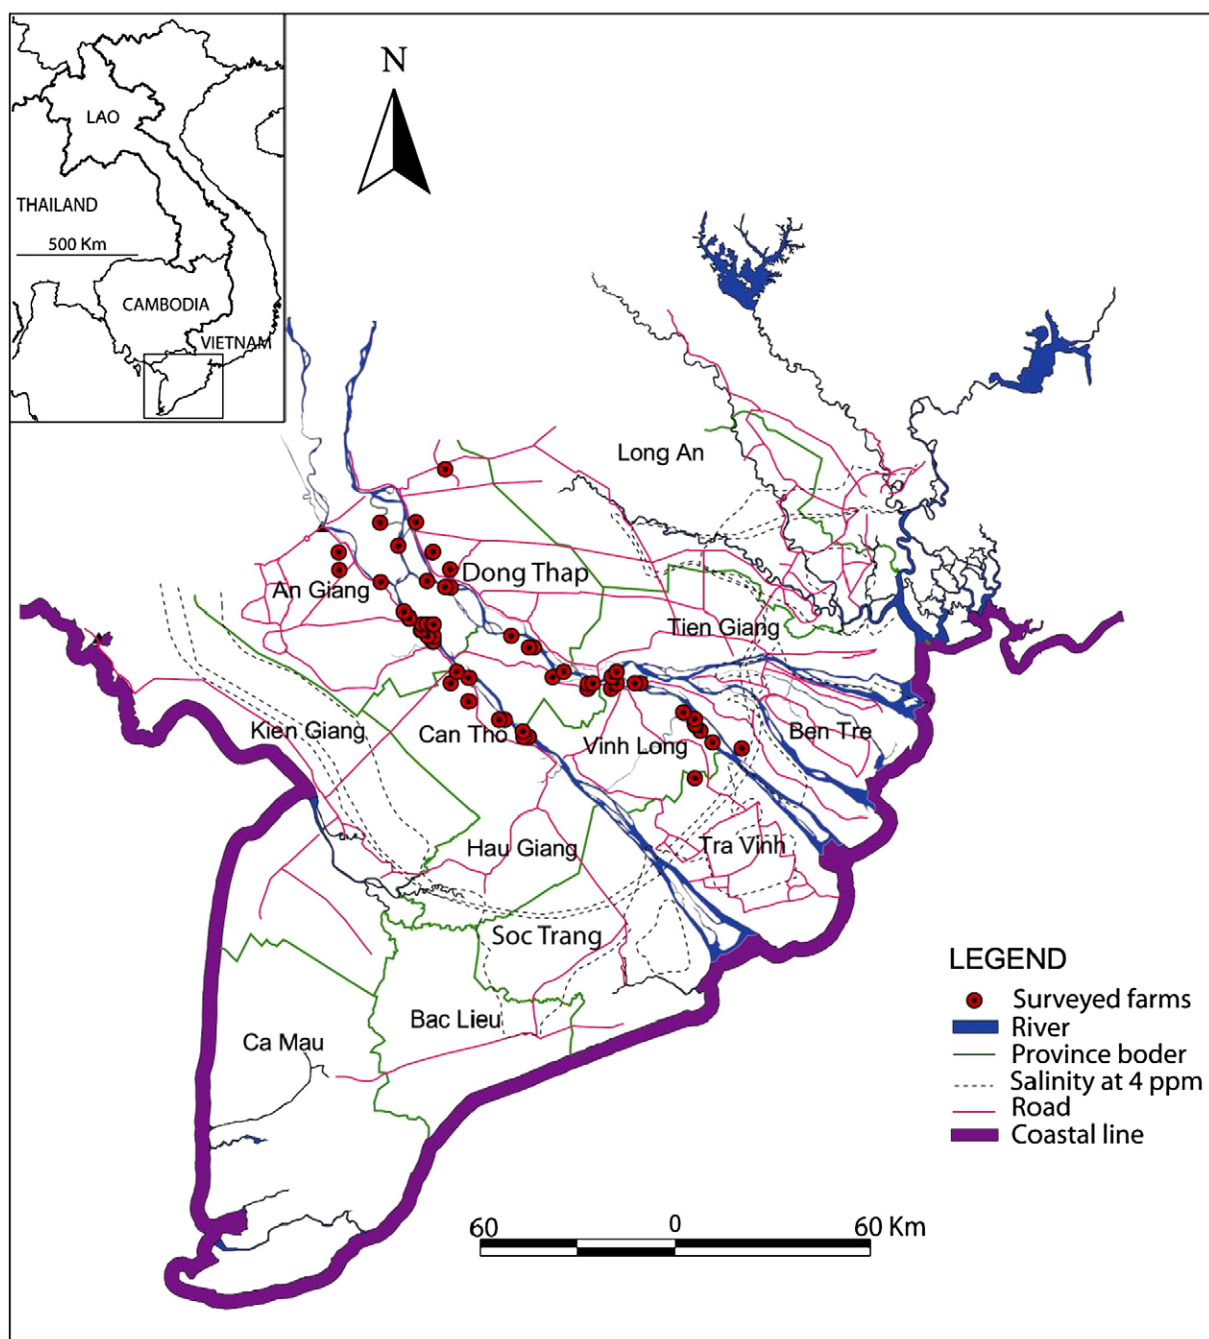 LAO
THAILAND
500 Km
CAMBODIA
VIETNAM
N
Long An
Dong Thap
An Giang
Tien Giang
Kien Giang
Can Tho
Vinh Long
Ben Tre
Hau Giang
Tra Vinh
Soc Trang
Bac Lieu
Ca Mau
LEGEND
Surveyed farms
River
Province boder
Salinity at 4 ppm
Road
Coastal line
60 0 60 Km